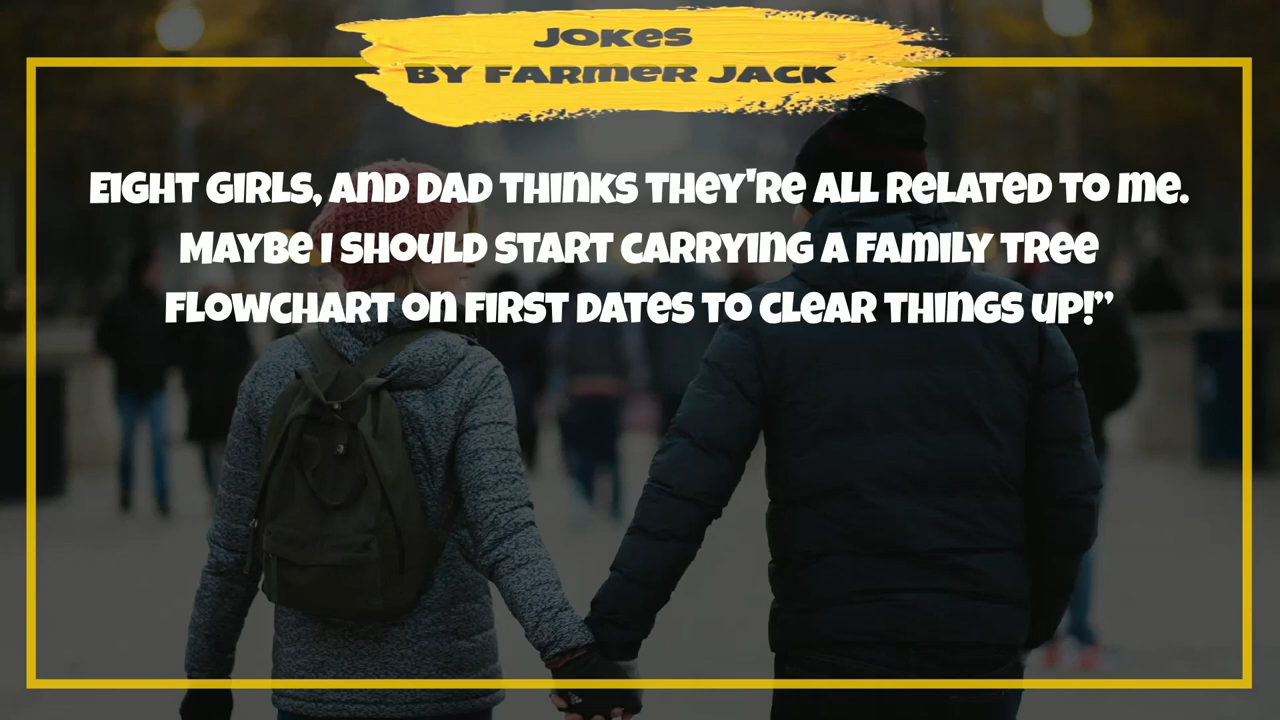 Jokes
By Farmer Jack
Eight girls, and Dad thinks they're all related to me.
Maybe I should start carrying a family tree
flowchart on first dates to clear things up!”